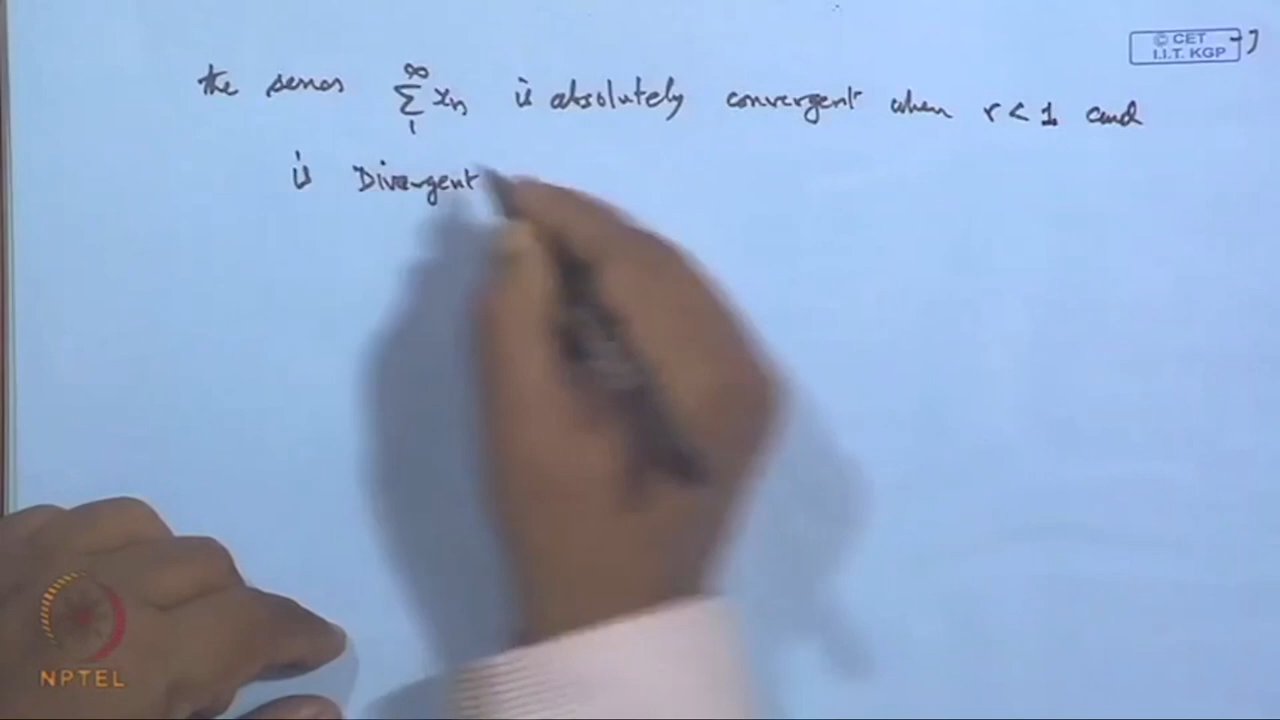 © CET
I.I.T. KGP
the series ∞∑1 xn is absolutely convergent when r < 1 and
is Divergent
NPTEL